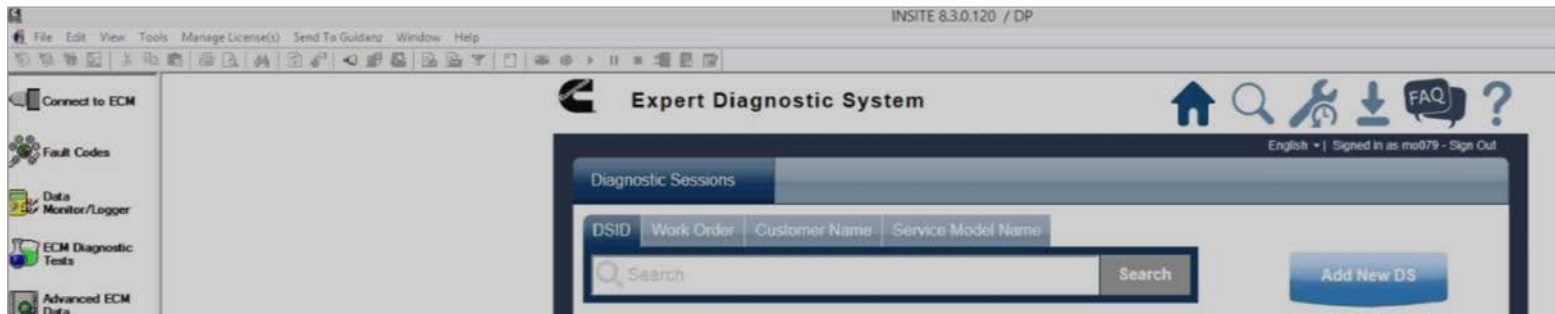 INSITE 8.3.0.120 / DP
File Edit View Tools Manage License(s) Send To Guidanz Window Help
Connect to ECM
Expert Diagnostic System
FAQ
?
Fault Codes
English | Signed in as mo079 - Sign Out
Diagnostic Sessions
Data
Monitor/Logger
DSID Work Order Customer Name Service Model Name
ECM Diagnostic
Tests
Search
Search
Add New DS
Advanced ECM
Data